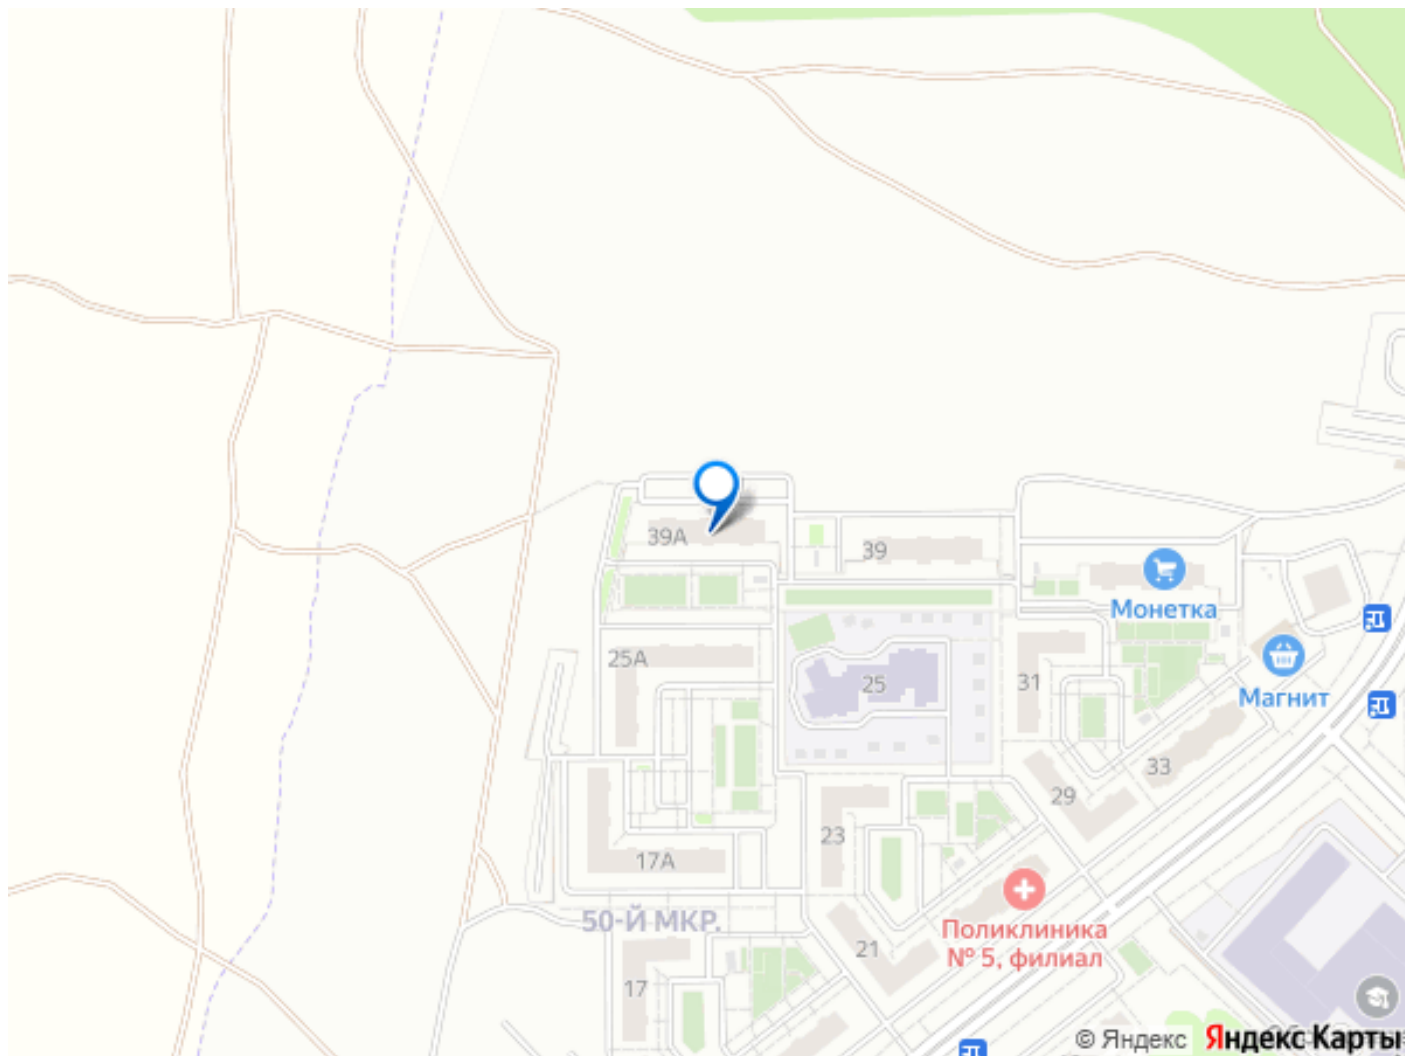 39А
39
Монетка
25А
25
31
Магнит
33
29
23
17А
50-Й МКР.
Поликлиника
№ 5, филиал
21
17
© Яндекс
Яндекс Карты